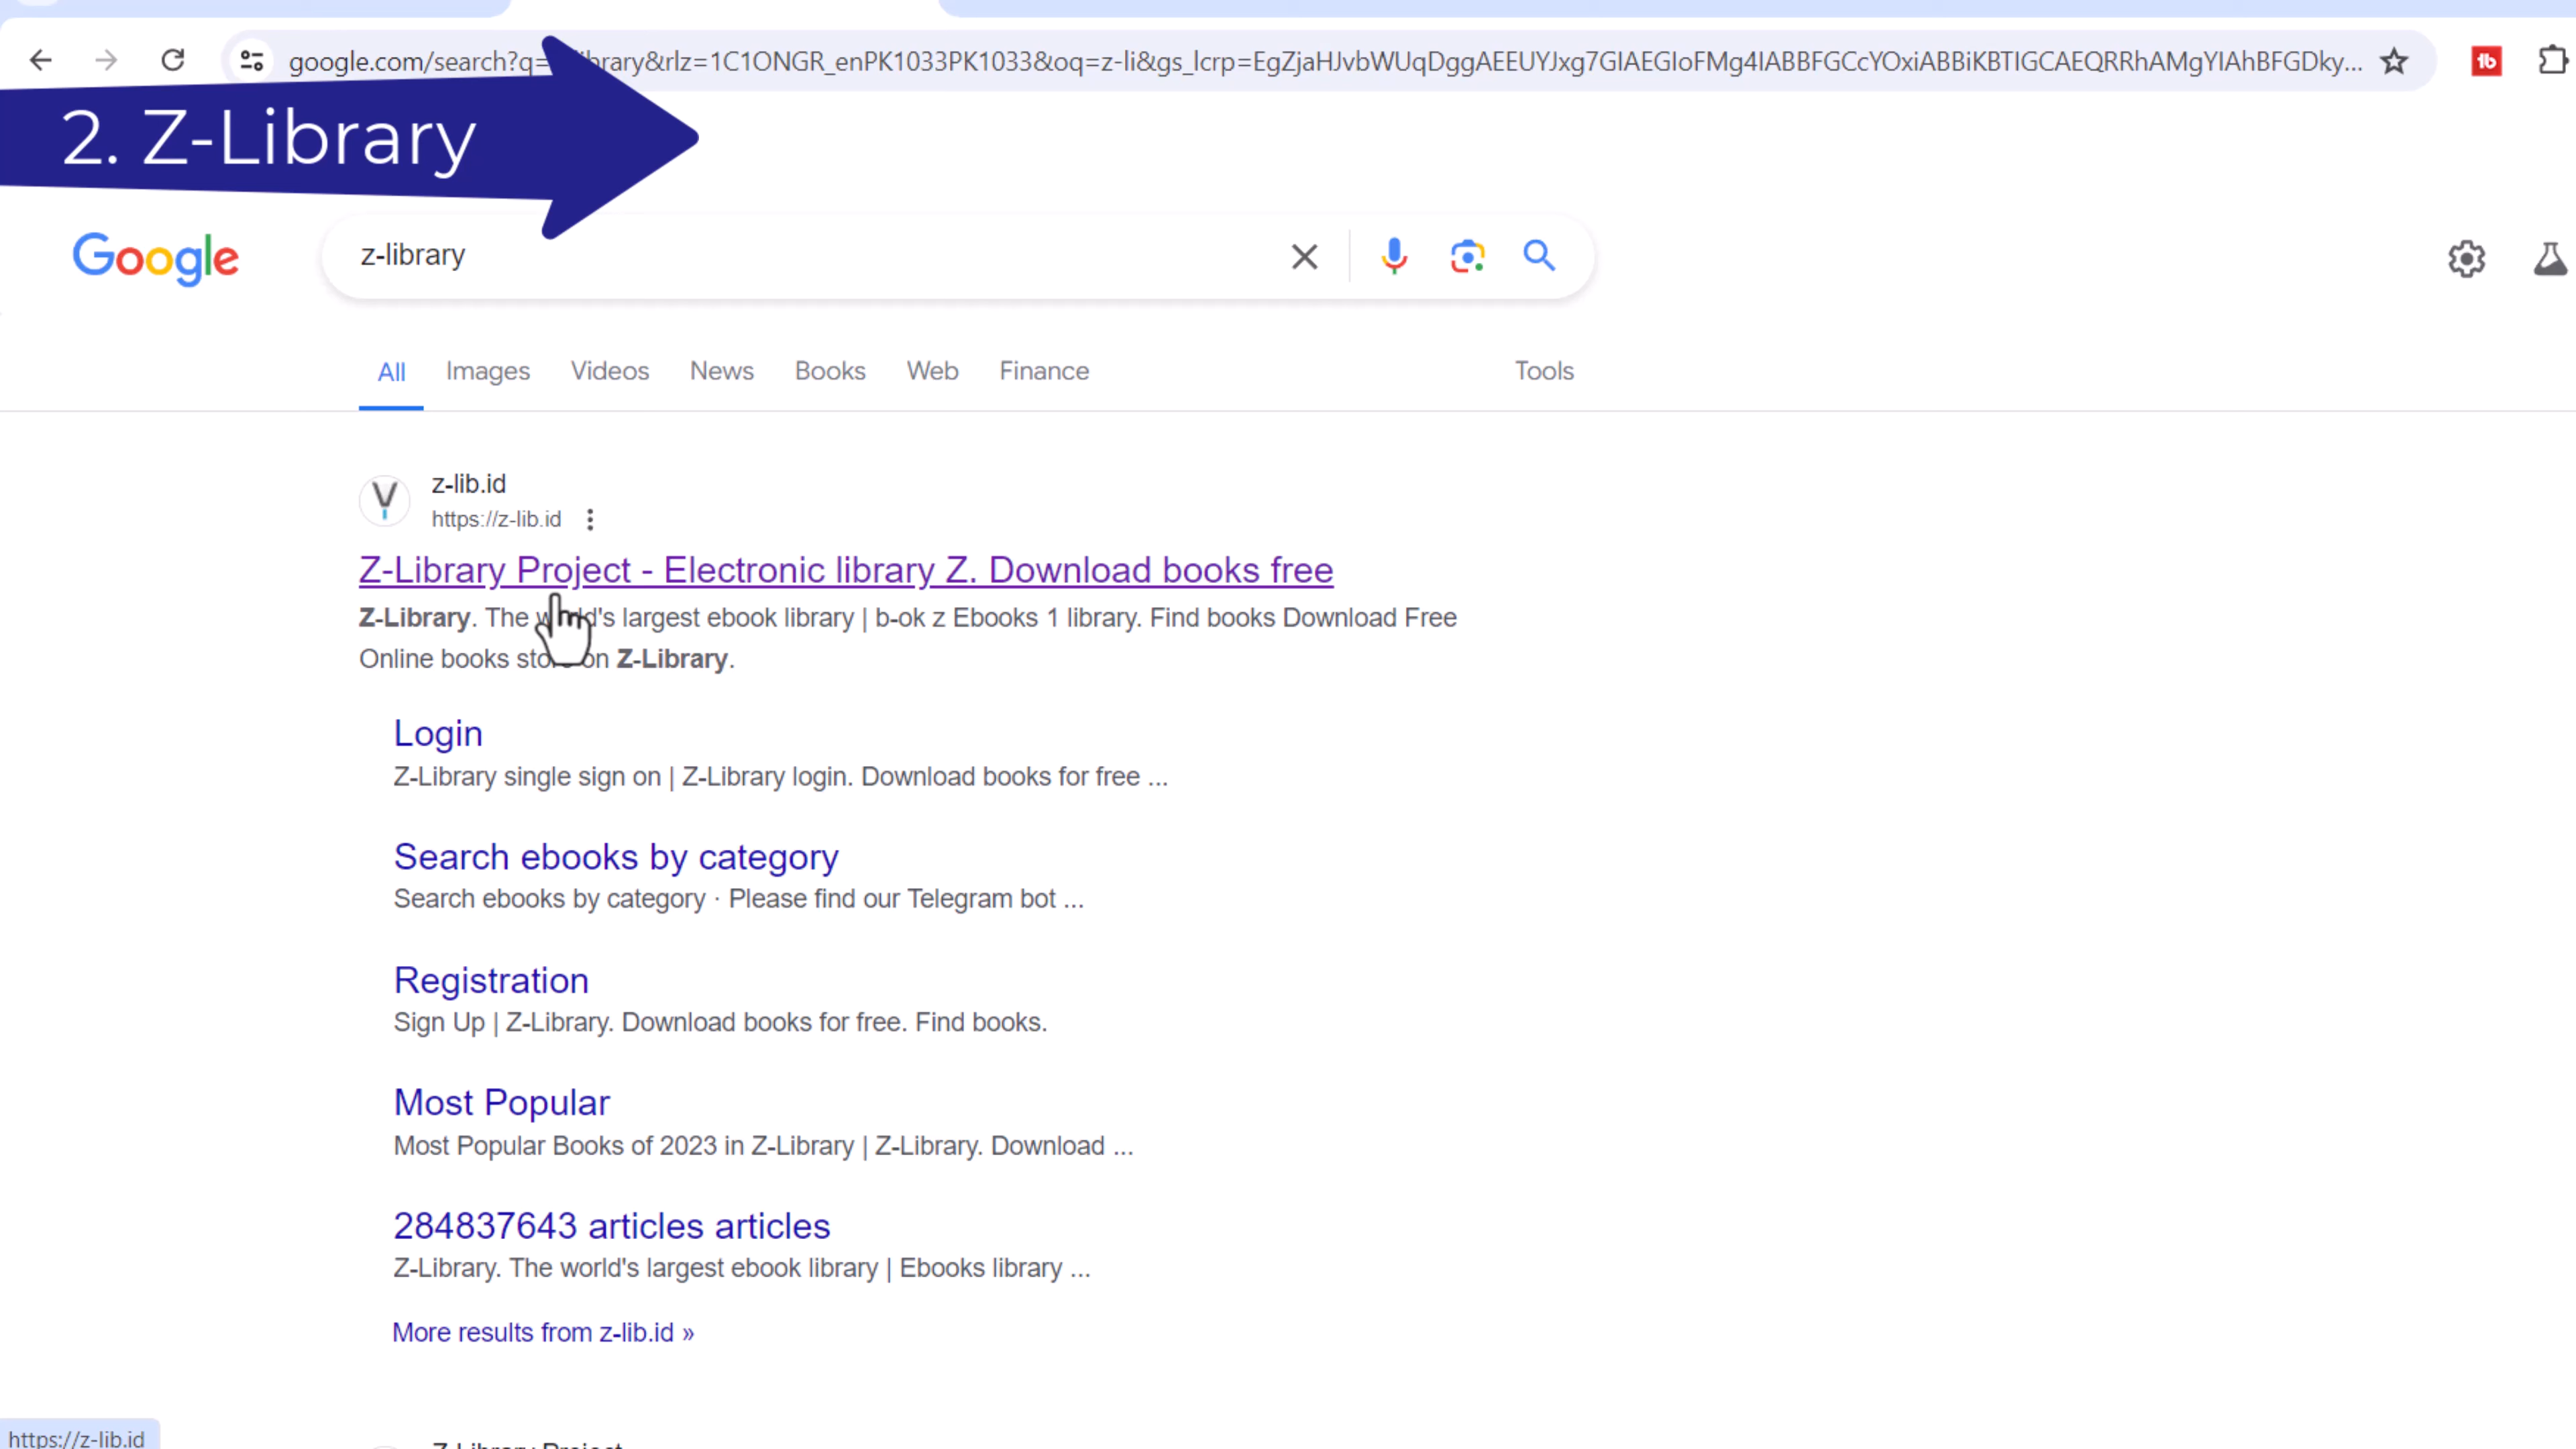 google.com/search?q=
rary&rlz=1C1ONGR_enPK1033PK1033&oq=z-li&gs_lcrp=EgZjaHJvbWUqDggAEEUYJxg7GIAEGIoFMg4IABBFGCcYOxiABBiKBTIGCAEQRRhAMgYIAhBFGDky...
2. Z-Library
Google
z-library
All Images Videos News Books Web Finance Tools
z-lib.id
https://z-lib.id
Z-Library Project - Electronic library Z. Download books free
Z-Library. The world's largest ebook library | b-ok z Ebooks 1 library. Find books Download Free
Online books store on Z-Library.
Login
Z-Library single sign on | Z-Library login. Download books for free ...
Search ebooks by category
Search ebooks by category · Please find our Telegram bot ...
Registration
Sign Up | Z-Library. Download books for free. Find books.
Most Popular
Most Popular Books of 2023 in Z-Library | Z-Library. Download ...
284837643 articles articles
Z-Library. The world's largest ebook library | Ebooks library ...
More results from z-lib.id »
https://z-lib.id
Z-Library Project